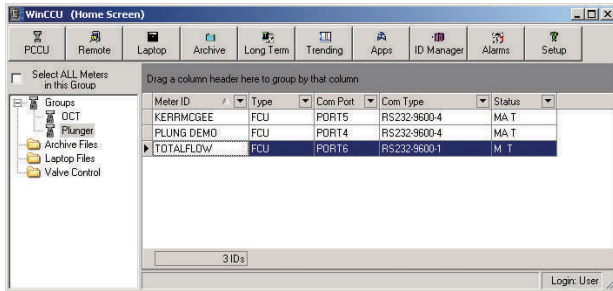 WinCCU (Home Screen)
PCCU Remote Laptop Archive Long Term Trending Apps ID Manager Alarms Setup
Select ALL Meters
in this Group
Drag a column header here to group by that column
Groups
OCT
Plunger
Archive Files
Laptop Files
Valve Control
Meter ID Type Com Port Com Type Status
KERRMCGEE FCU PORT5 RS232-9600-4 MA T
PLUNG DEMO FCU PORT4 RS232-9600-4 MA T
TOTALFLOW FCU PORT6 RS232-9600-1 M T
3 IDs
Login: User